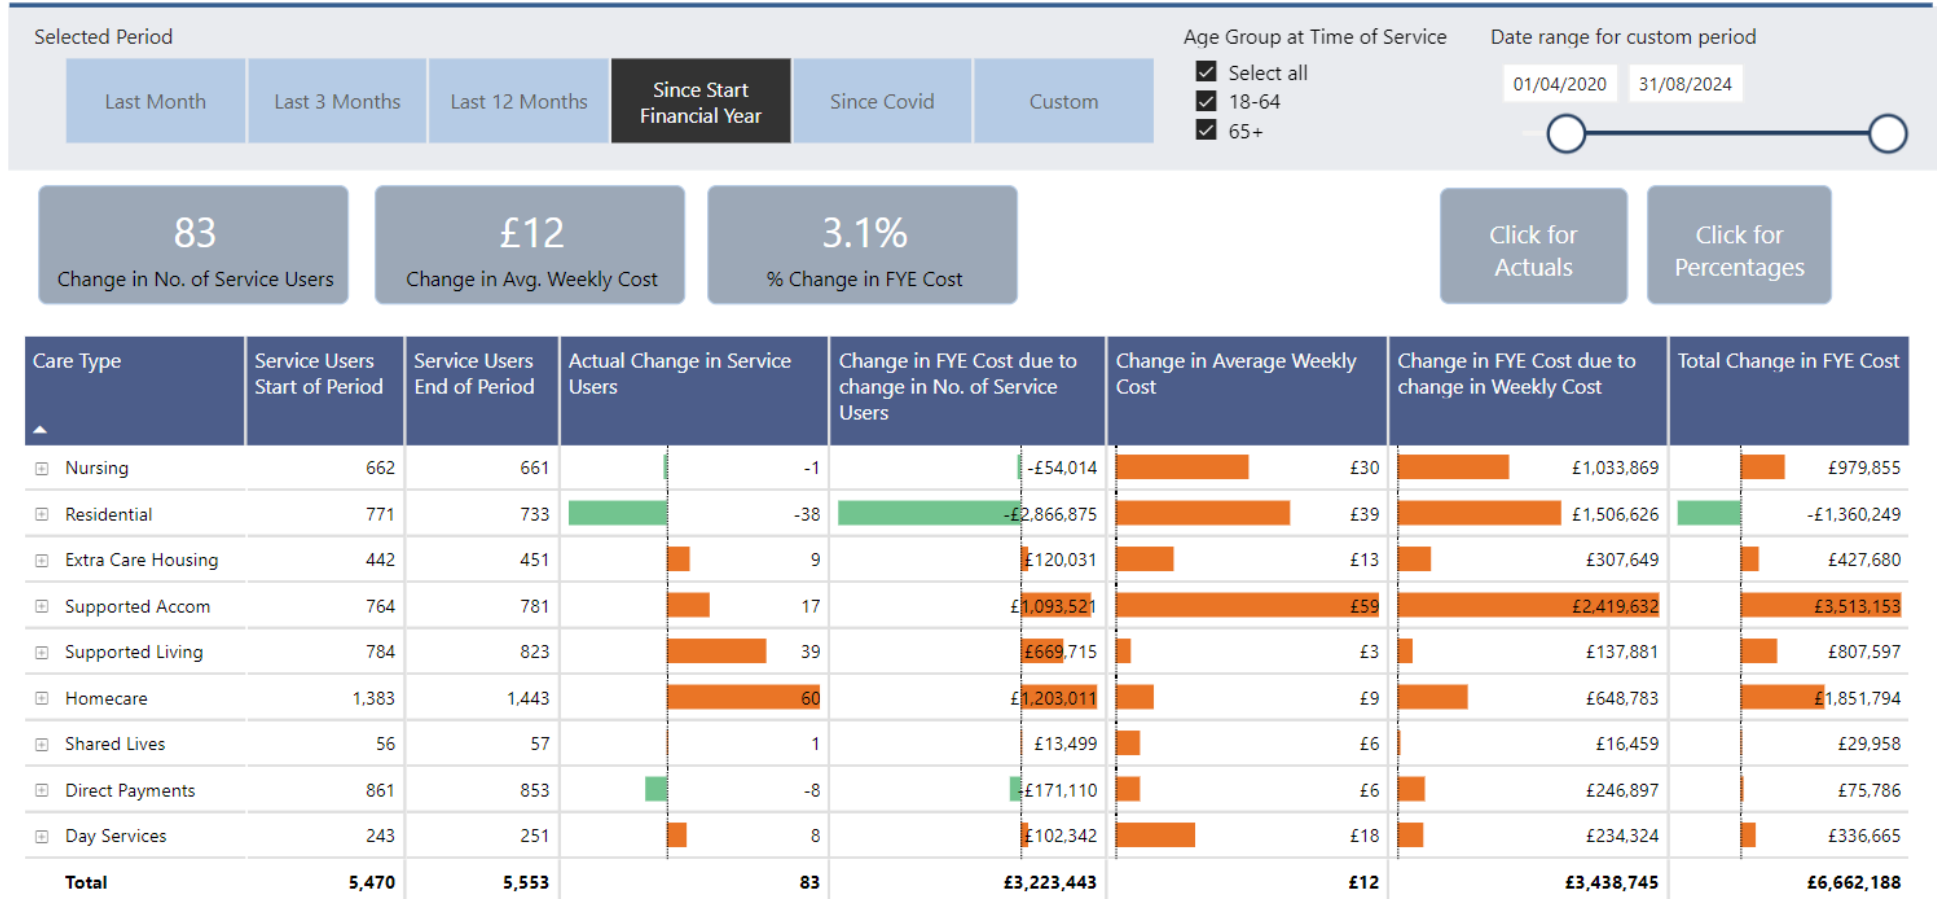 Selected Period
Last Month
Last 3 Months
Last 12 Months
Since Start
Financial Year
Since Covid
Custom
Age Group at Time of Service
Select all
18-64
65+
Date range for custom period
01/04/2020 31/08/2024
83
Change in No. of Service Users
£12
Change in Avg. Weekly Cost
3.1%
% Change in FYE Cost
Click for
Actuals
Click for
Percentages
Care Type
Service Users
Start of Period
Service Users
End of Period
Actual Change in Service
Users
Change in FYE Cost due to
change in No. of Service
Users
Change in Average Weekly
Cost
Change in FYE Cost due to
change in Weekly Cost
Total Change in FYE Cost
Nursing 662 661 -1 -£54,014 £30 £1,033,869 £979,855
Residential 771 733 -38 -£2,866,875 £39 £1,506,626 -£1,360,249
Extra Care Housing 442 451 9 £120,031 £13 £307,649 £427,680
Supported Accom 764 781 17 £1,093,521 £59 £2,419,632 £3,513,153
Supported Living 784 823 39 £669,715 £3 £137,881 £807,597
Homecare 1,383 1,443 60 £1,203,011 £9 £648,783 £1,851,794
Shared Lives 56 57 1 £13,499 £6 £16,459 £29,958
Direct Payments 861 853 -8 -£171,110 £6 £246,897 £75,786
Day Services 243 251 8 £102,342 £18 £234,324 £336,665
Total 5,470 5,553 83 £3,223,443 £12 £3,438,745 £6,662,188